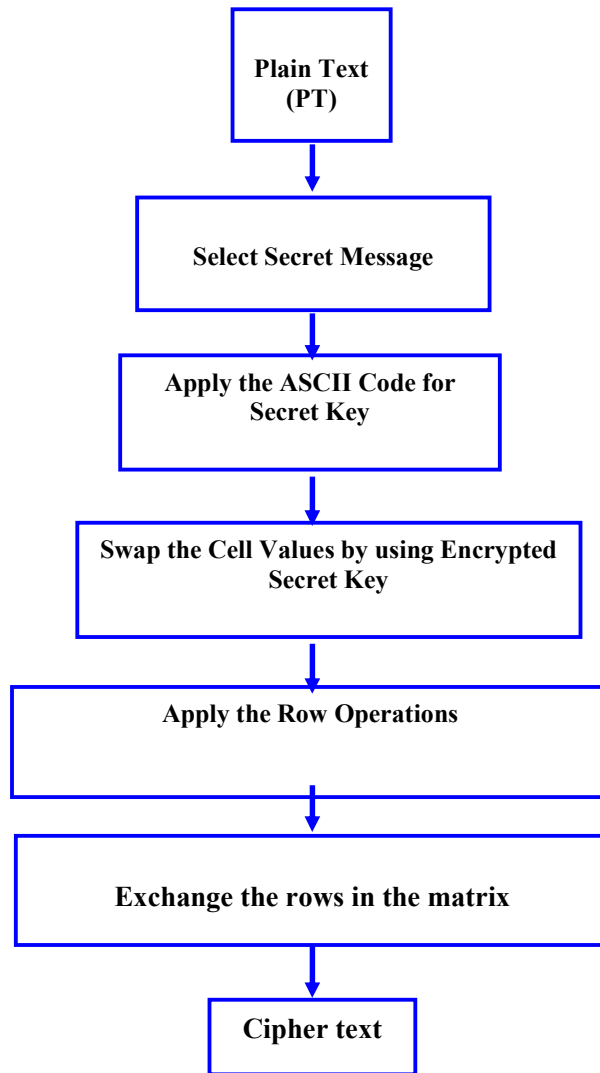 Plain Text
(PT)
Select Secret Message
Apply the ASCII Code for
Secret Key
Swap the Cell Values by using Encrypted
Secret Key
Apply the Row Operations
Exchange the rows in the matrix
Cipher text